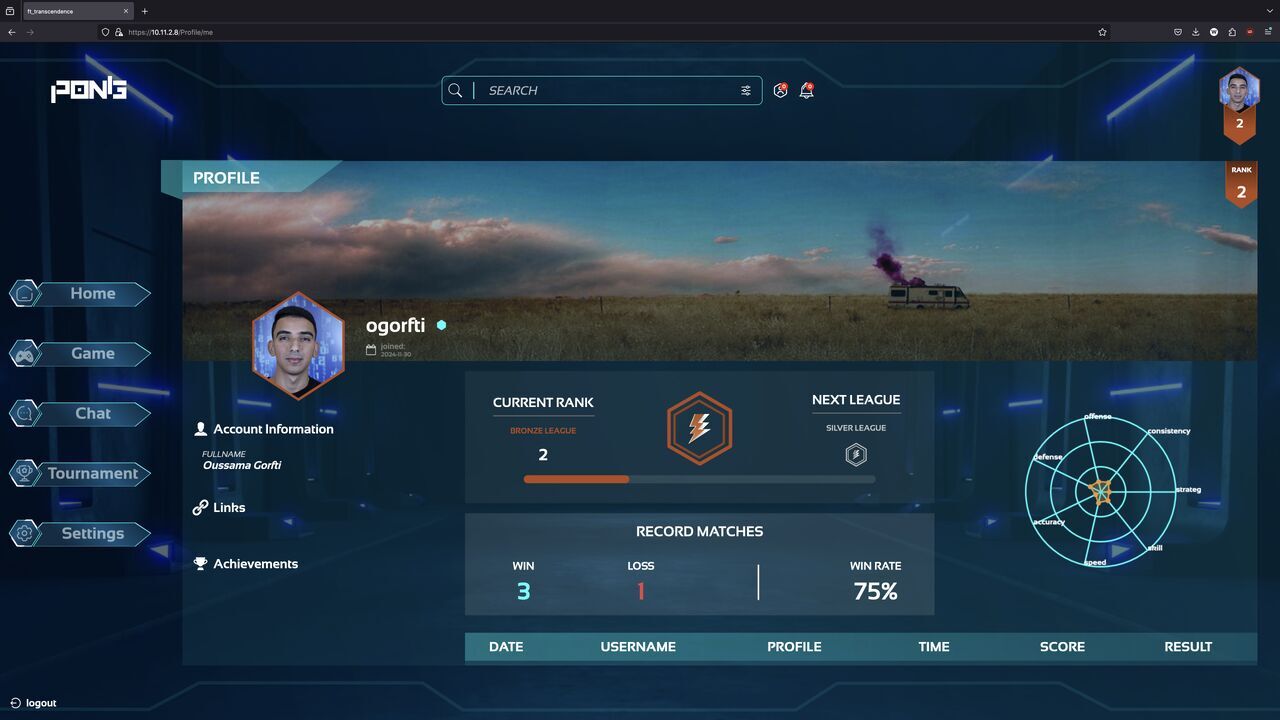 ft_transcendence
https://10.11.2.8/Profile/me
PONG
SEARCH
2
PROFILE
RANK
2
Home
Game
Chat
Tournament
Settings
logout
ogorfti
joined:
2024-11-30
Account Information
FULLNAME
Oussama Gorfti
Links
Achievements
CURRENT RANK
BRONZE LEAGUE
2
NEXT LEAGUE
SILVER LEAGUE
RECORD MATCHES
WIN LOSS WIN RATE
3 1 75%
offense
consistency
defense
strateg
accuracy
skill
speed
DATE USERNAME PROFILE TIME SCORE RESULT